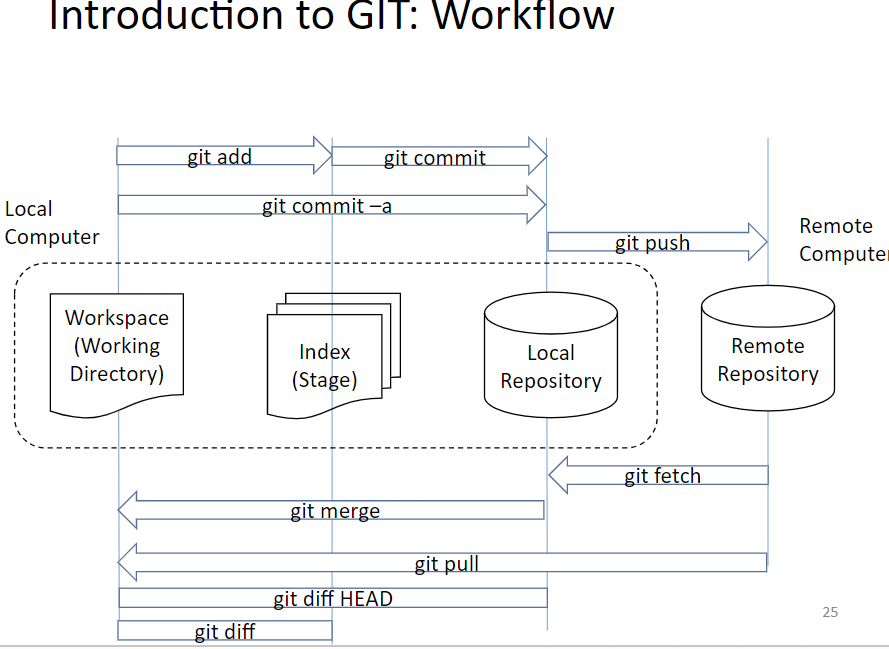 Introduction to GIT: Workflow
git add
git commit
git commit –a
Local
Computer
git push
Remote
Computer
Workspace
(Working
Directory)
Index
(Stage)
Local
Repository
Remote
Repository
git fetch
git merge
git pull
git diff HEAD
25
git diff